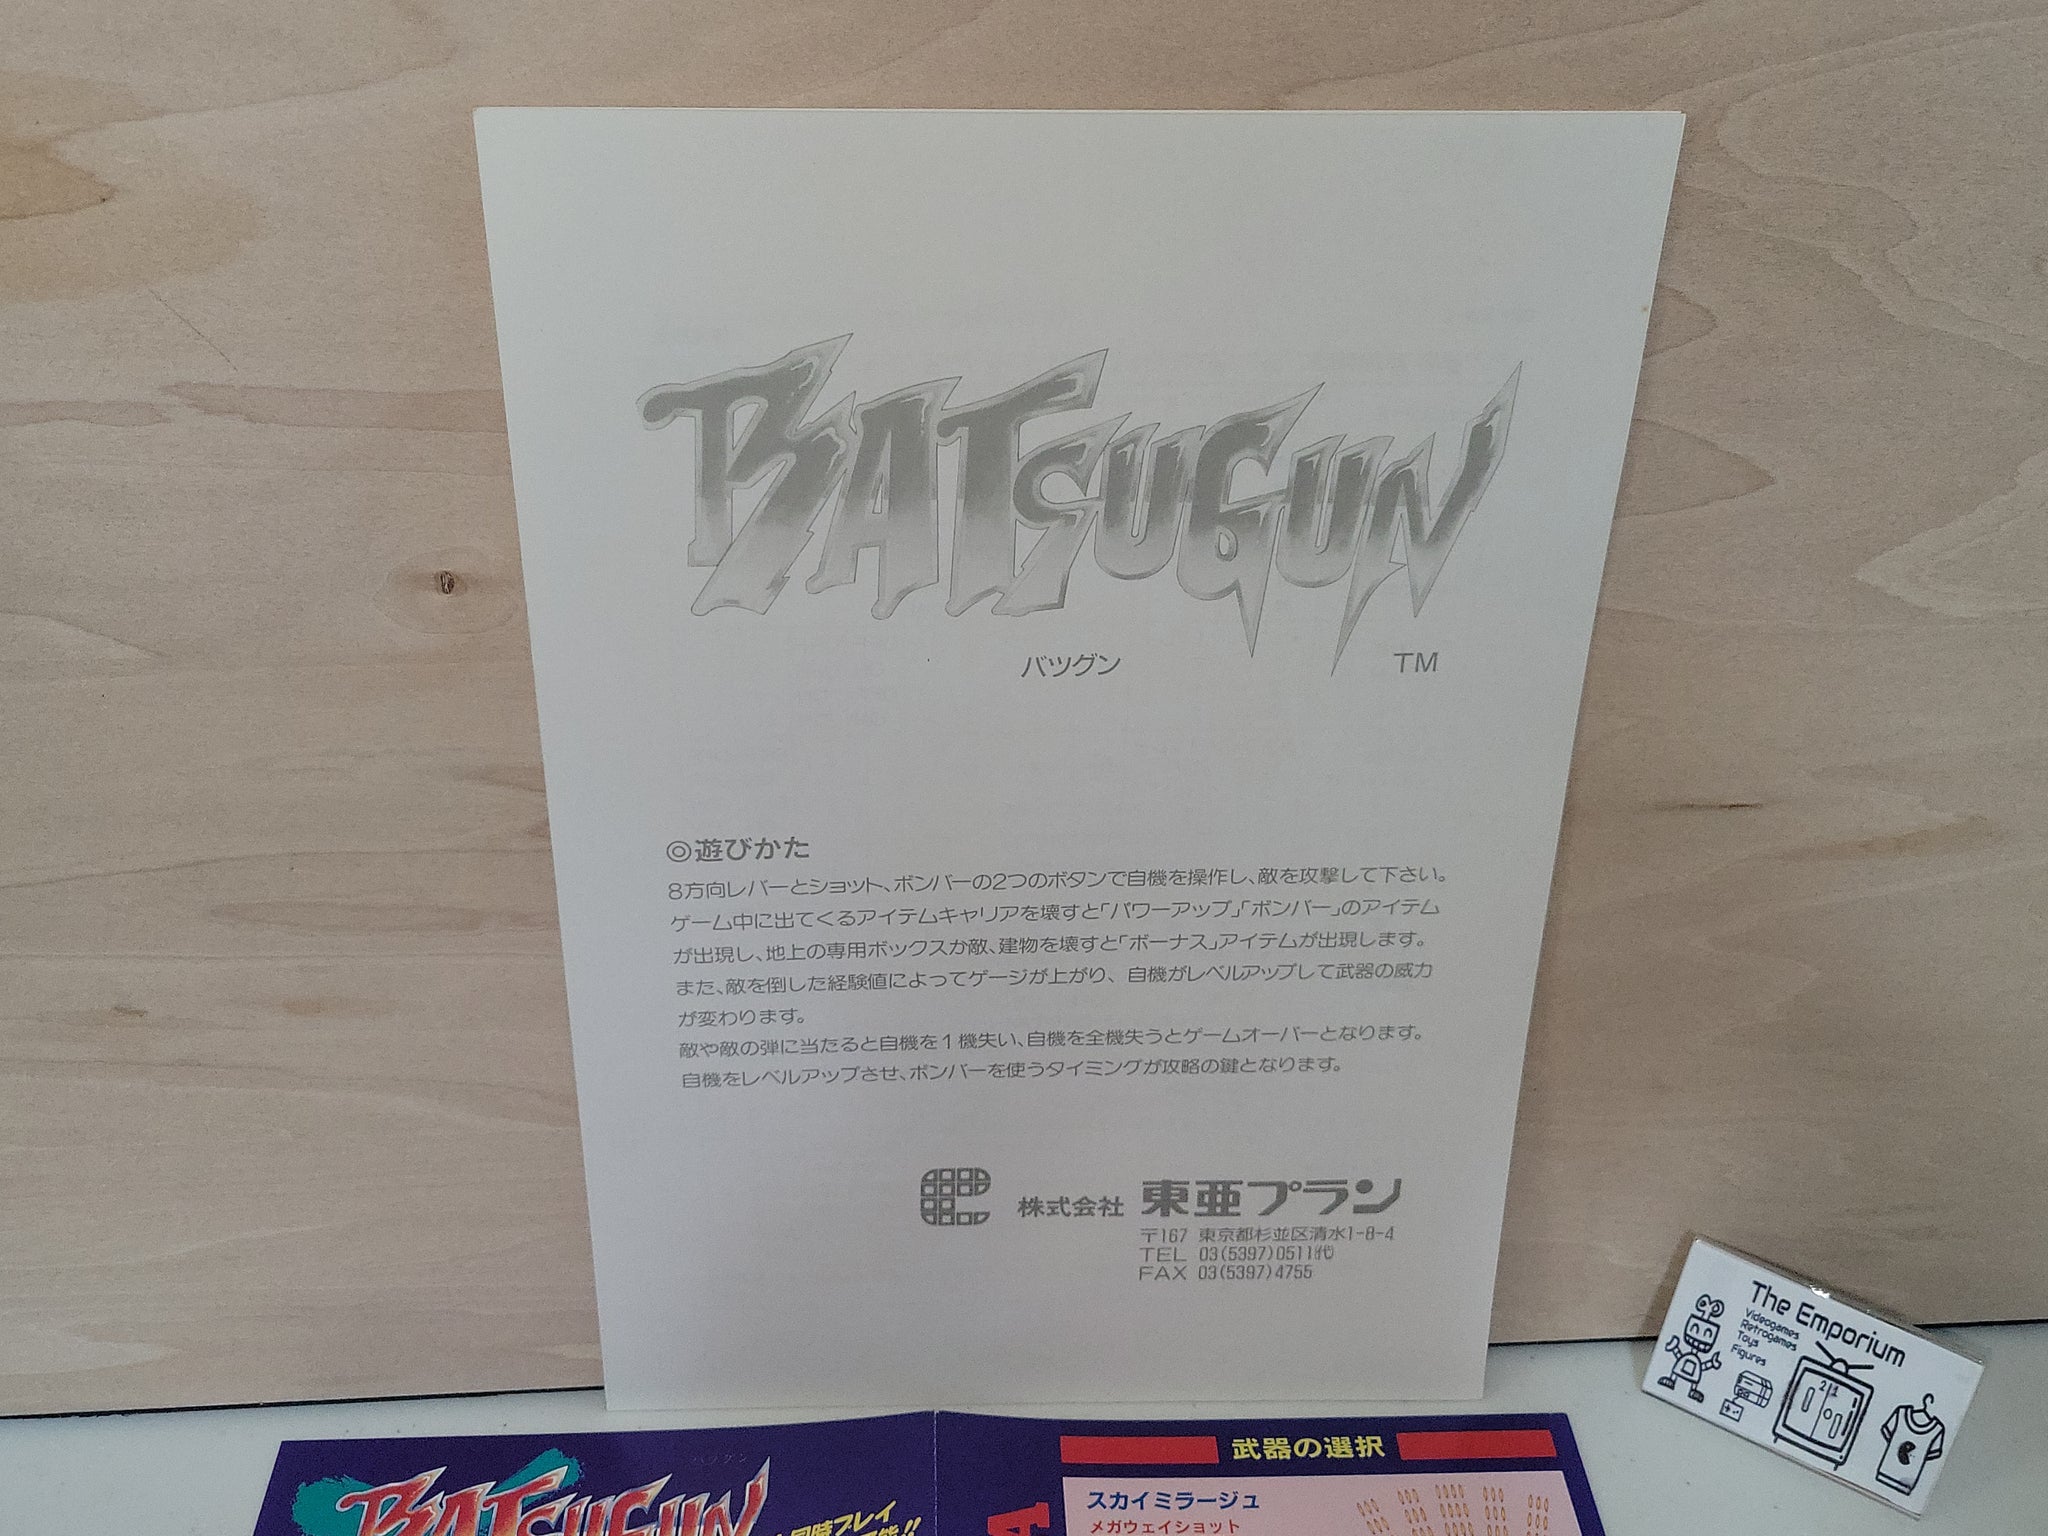 BATSUGUN
バツグン
TM
◎遊びかた
8方向レバーとショット、ボンバーの2つのボタンで自機を操作し、敵を攻撃して下さい。
ゲーム中に出てくるアイテムキャリアを壊すと「パワーアップ」「ボンバー」のアイテム
が出現し、地上の専用ボックスか敵、建物を壊すと「ボーナス」アイテムが出現します。
また、敵を倒した経験値によってゲージが上がり、自機がレベルアップして武器の威力
が変わります。
敵や敵の弾に当たると自機を1機失い、自機を全機失うとゲームオーバーとなります。
自機をレベルアップさせ、ボンバーを使うタイミングが攻略の鍵となります。
株式会社 東亜プラン
〒167 東京都杉並区清水1-8-4
TEL 03(5397)0511代
FAX 03(5397)4755
The Emporium
Videogames
Retrogames
Toys
Figures
2 1
バツグン
BATSUGUN
同時プレイ
武器の選択
スカイミラージュ
メガウェイショット